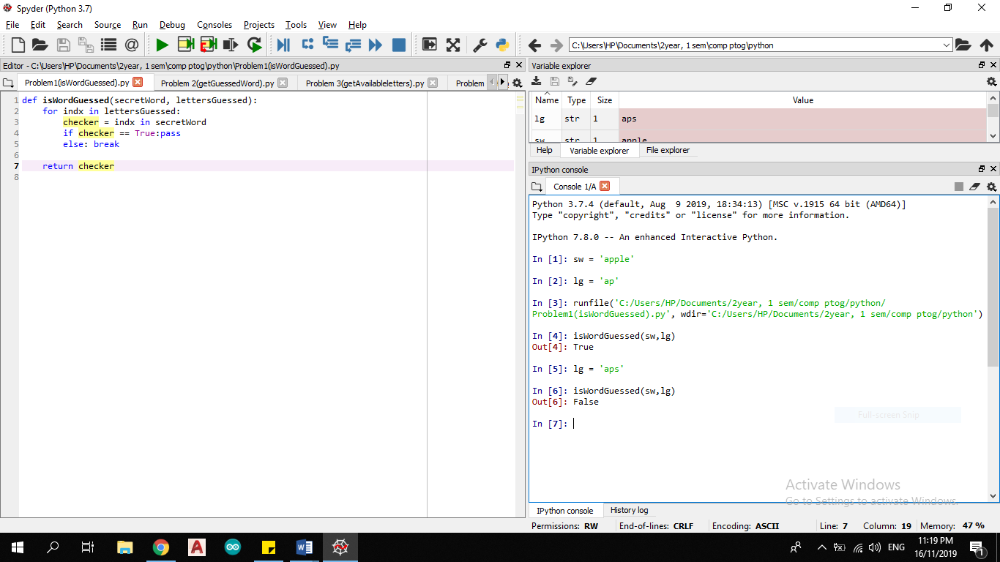 Spyder (Python 3.7)
File Edit Search Source Run Debug Consoles Projects Tools View Help
C:\Users\HP\Documents\2year, 1 sem\comp ptog\python
Editor - C:\Users\HP\Documents\2year, 1 sem\comp ptog\python\Problem1(isWordGuessed).py
Problem1(isWordGuessed).py Problem 2(getGuessedWord).py Problem 3(getAvailableletters).py Problem
1 def isWordGuessed(secretWord, lettersGuessed):
2     for indx in lettersGuessed:
3         checker = indx in secretWord
4         if checker == True:pass
5         else: break
6
7     return checker
8
Variable explorer
Name Type Size Value
lg str 1 aps
sw str 1 apple
Help Variable explorer File explorer
IPython console
Console 1/A
Python 3.7.4 (default, Aug  9 2019, 18:34:13) [MSC v.1915 64 bit (AMD64)]
Type "copyright", "credits" or "license" for more information.
IPython 7.8.0 -- An enhanced Interactive Python.
In [1]: sw = 'apple'
In [2]: lg = 'ap'
In [3]: runfile('C:/Users/HP/Documents/2year, 1 sem/comp ptog/python/
Problem1(isWordGuessed).py', wdir='C:/Users/HP/Documents/2year, 1 sem/comp ptog/python')
In [4]: isWordGuessed(sw,lg)
Out[4]: True
In [5]: lg = 'aps'
In [6]: isWordGuessed(sw,lg)
Out[6]: False
In [7]:
Full-screen Snip
Activate Windows
Go to Settings to activate Windows.
IPython console History log
Permissions: RW End-of-lines: CRLF Encoding: ASCII Line: 7 Column: 19 Memory: 47 %
ENG 11:19 PM
16/11/2019
1